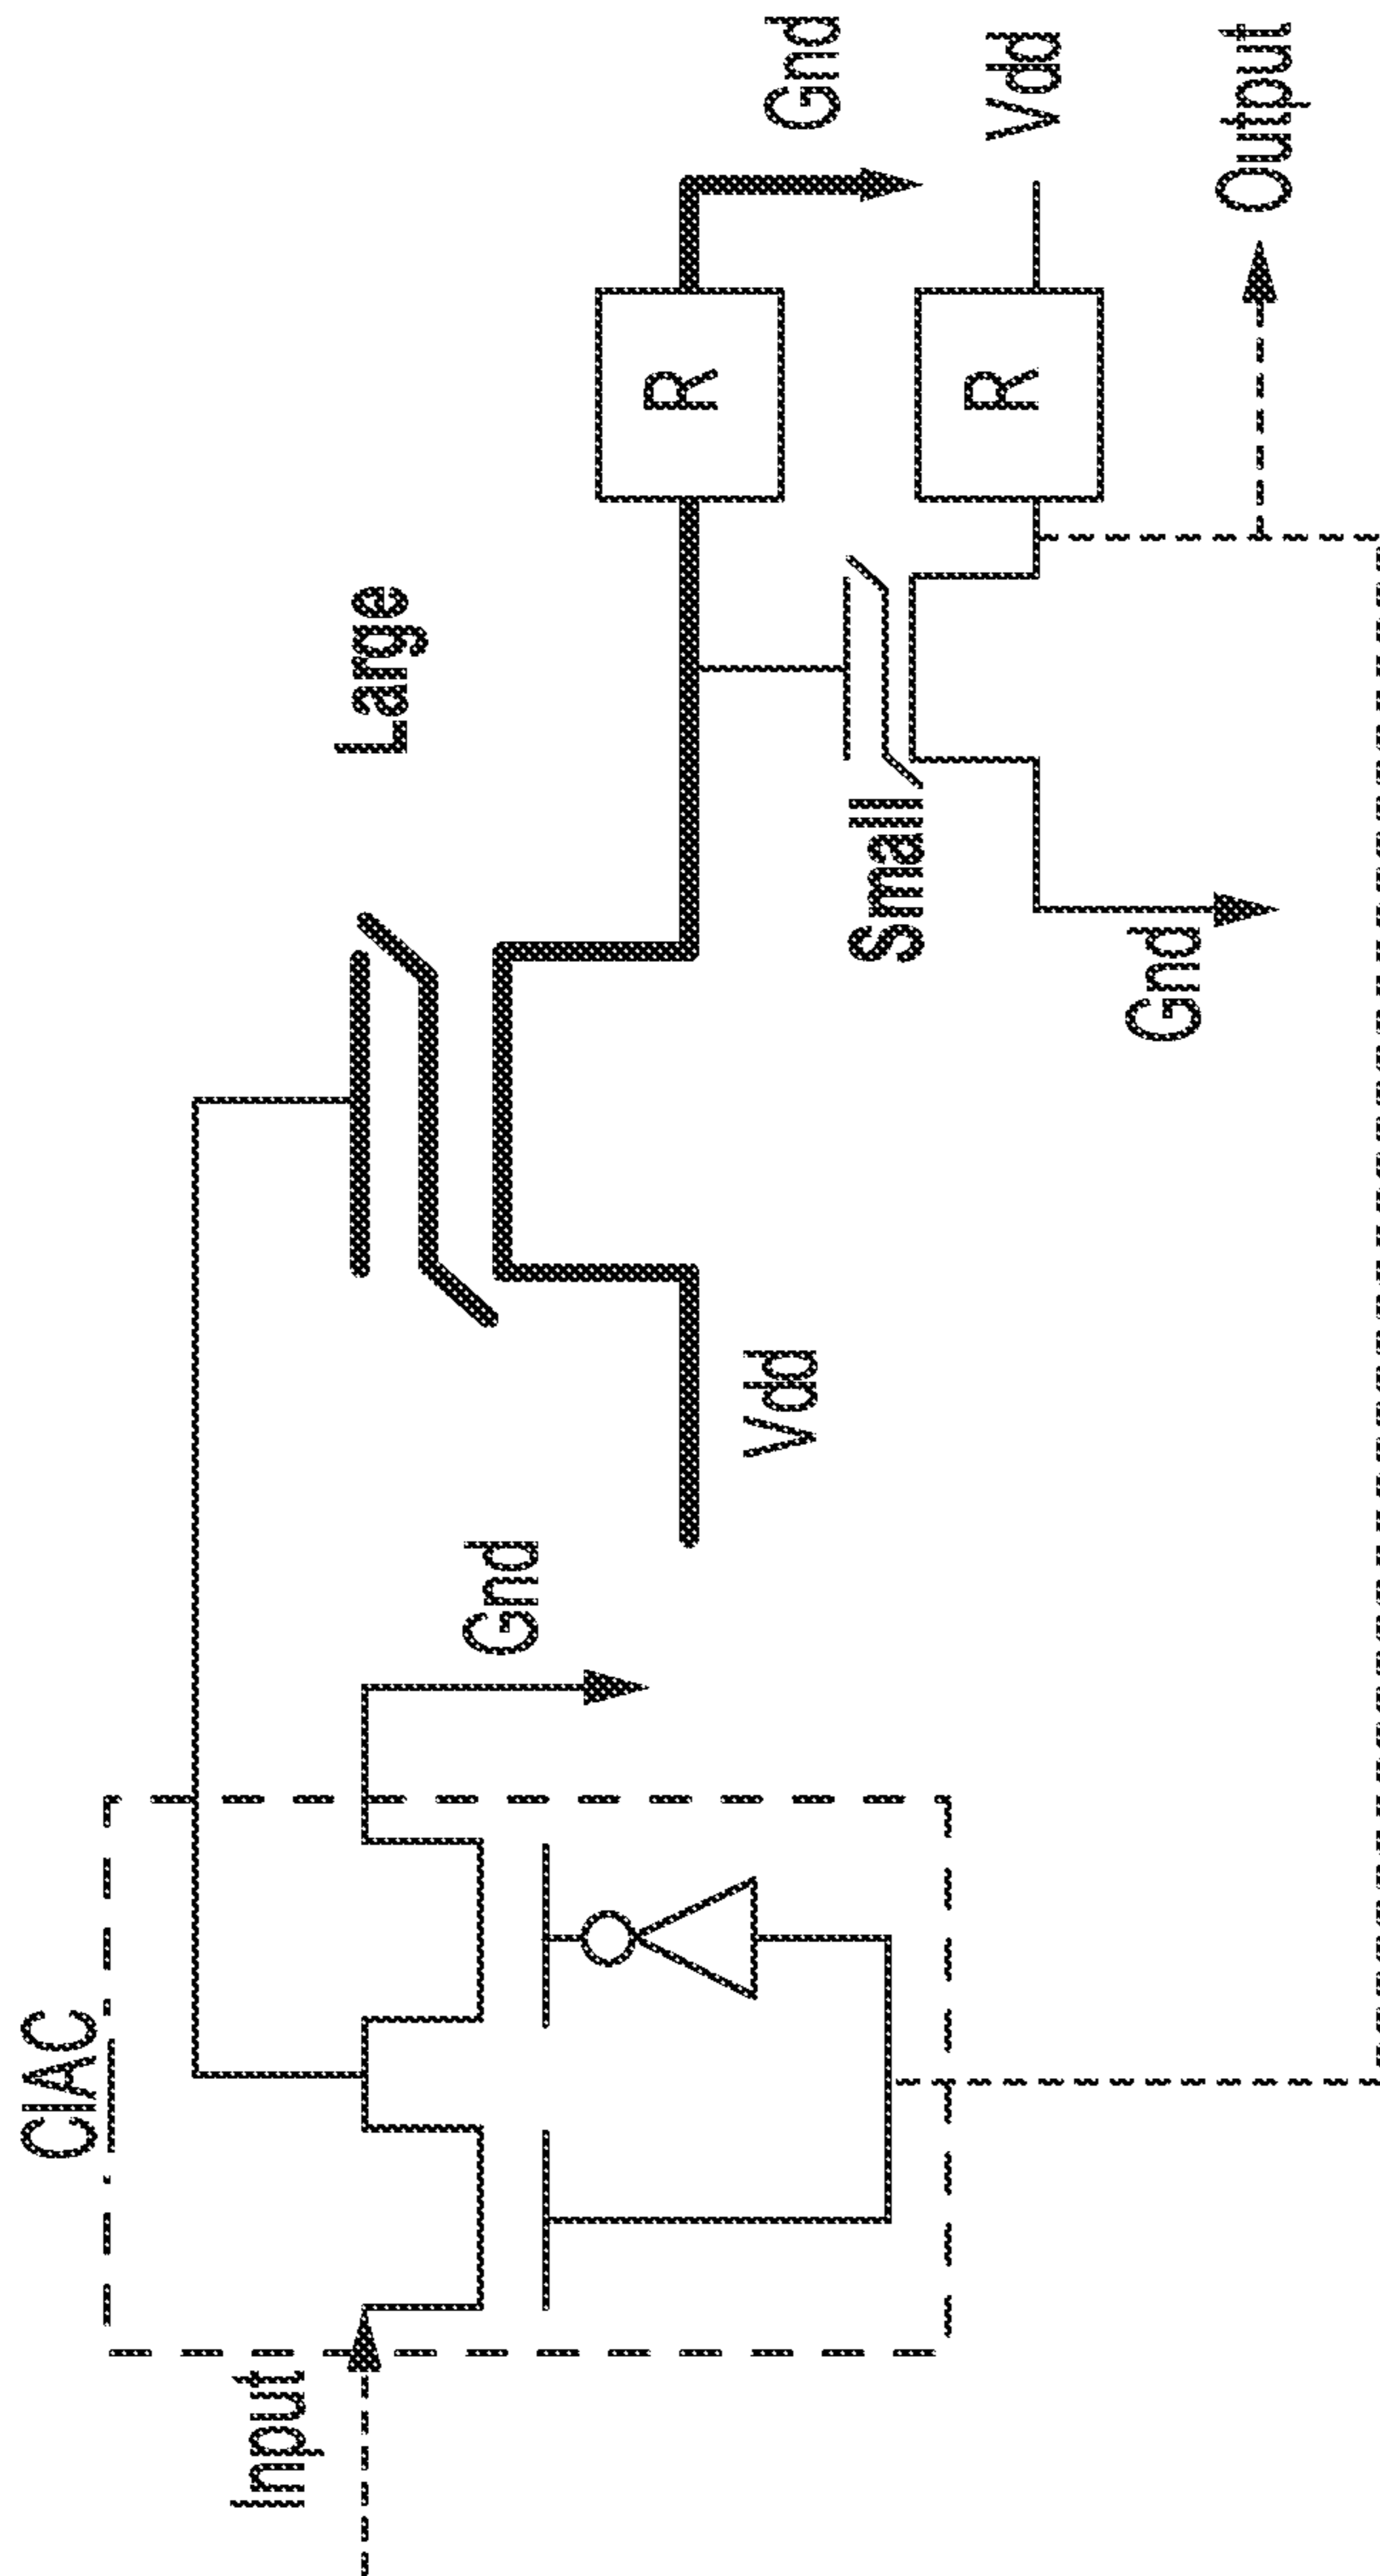 CIAC
Input
Gnd
Large
Vdd
Small
Gnd
R
Gnd
R
Vdd
Output